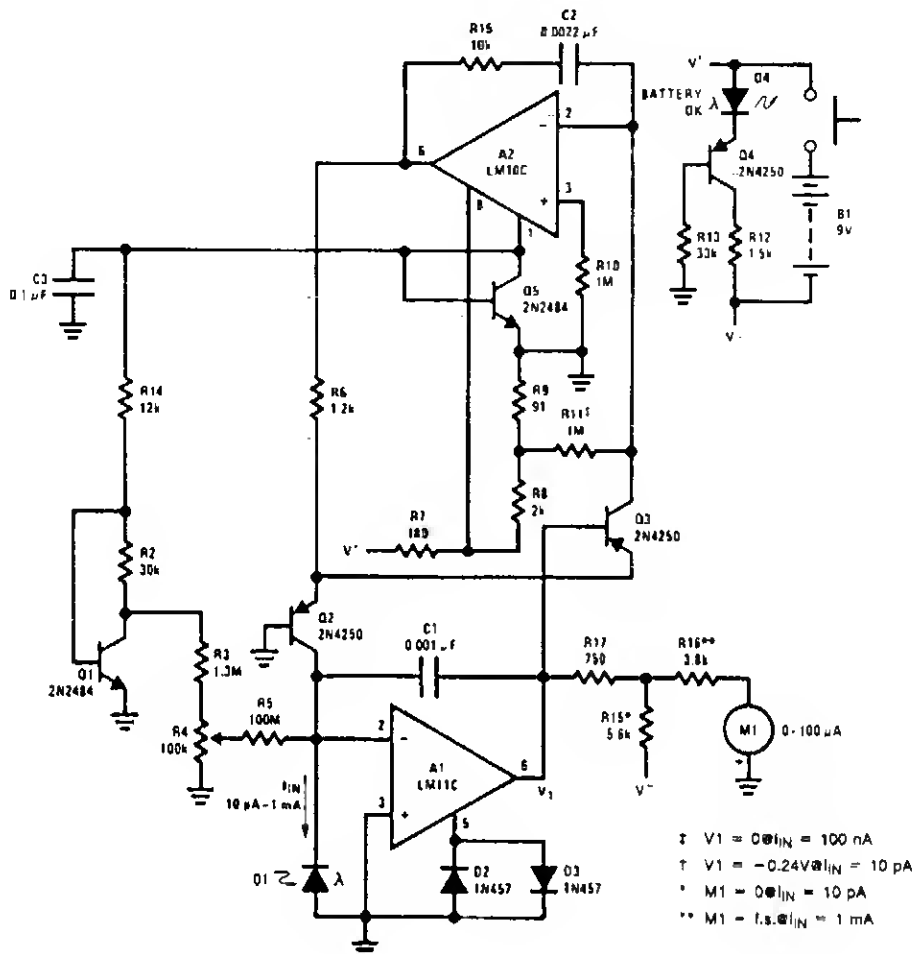 R15
10k
C2
0.0022 µF
6
2
−
A2
LM10C
3
+
8
1
V+
BATTERY
OK
λ
D4
Q4
2N4250
R13
33k
R12
1.5k
B1
9V
V−
C3
0.1 µF
Q5
2N2484
R10
1M
R14
12k
R6
1.2k
R9
91
R11‡
1M
R8
2k
R7
180
V+
Q3
2N4250
R2
30k
Q2
2N4250
C1
0.001 µF
Q1
2N2484
R3
1.3M
R5
100M
R4
100k
R17
750
R16**
3.8k
R15*
5.6k
V−
M1
0-100 µA
+
2
−
A1
LM11C
3
+
6
5
V1
IIN
10 pA-1 mA
D1
λ
D2
1N457
D3
1N457
‡ V1 = 0@IIN = 100 nA
† V1 = −0.24V@IIN = 10 pA
* M1 = 0@IIN = 10 pA
** M1 = f.s.@IIN = 1 mA